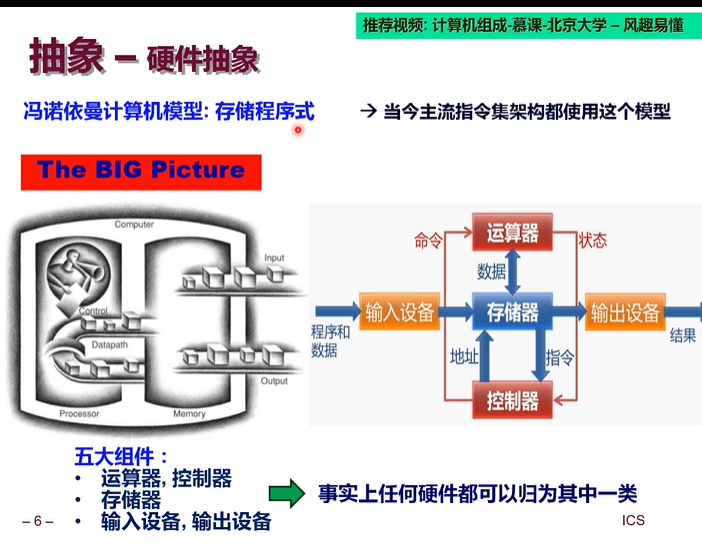 推荐视频: 计算机组成-慕课-北京大学 – 风趣易懂
抽象 – 硬件抽象
冯诺依曼计算机模型: 存储程序式
→ 当今主流指令集架构都使用这个模型
The BIG Picture
Computer
Input
Control
Datapath
Output
Processor
Memory
命令
运算器
状态
数据
输入设备
存储器
输出设备
程序和
数据
结果
地址
指令
控制器
五大组件：
• 运算器, 控制器
• 存储器
• 输入设备, 输出设备
事实上任何硬件都可以归为其中一类
– 6 –
ICS